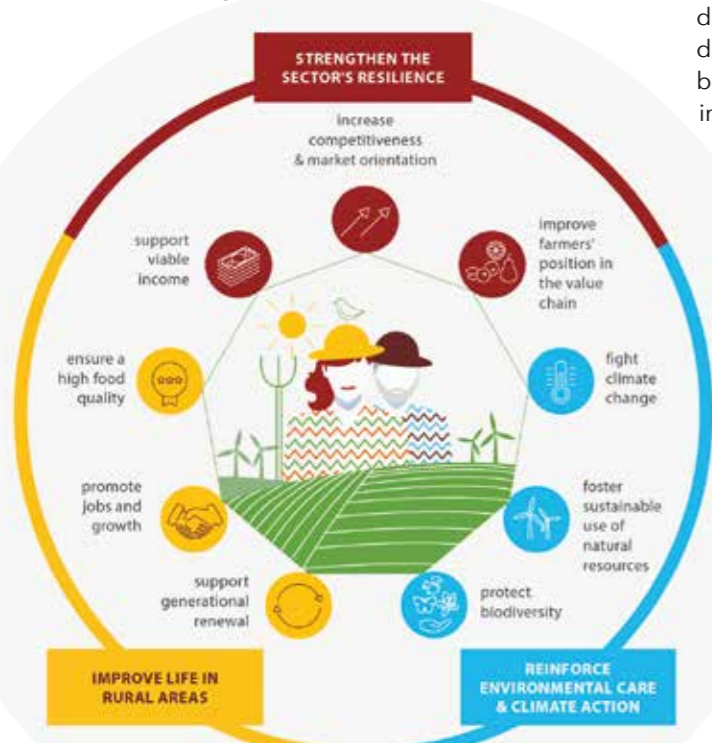 STRENGTHEN THE
SECTOR'S RESILIENCE
increase
competitiveness
& market orientation
improve
farmers'
position in
the value
chain
fight
climate
change
foster
sustainable
use of
natural
resources
protect
biodiversity
REINFORCE
ENVIRONMENTAL CARE
& CLIMATE ACTION
support
generational
renewal
IMPROVE LIFE IN
RURAL AREAS
promote
jobs and
growth
ensure a
high food
quality
support
viable
income